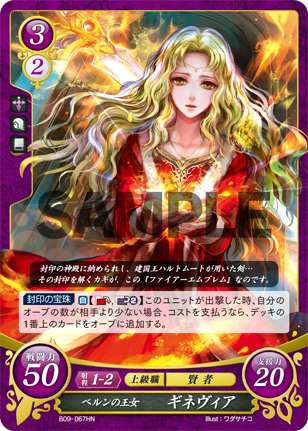 3
2
SAMPLE
封印の神殿に納められし、建国王ハルトムートが用いた剣…
その封印を解くカギが、この『ファイアーエムブレム』なのです。
封印の宝珠 自 【 、 2】このユニットが出撃した時、自分の
オーブの数が相手より少ない場合、コストを支払うなら、デッキの
1番上のカードをオーブに追加する。
戦闘力 50
射程 1-2 上級職 賢者
支援力 20
ベルンの王女 ギネヴィア
B09-067HN Illust:ワダサチコ